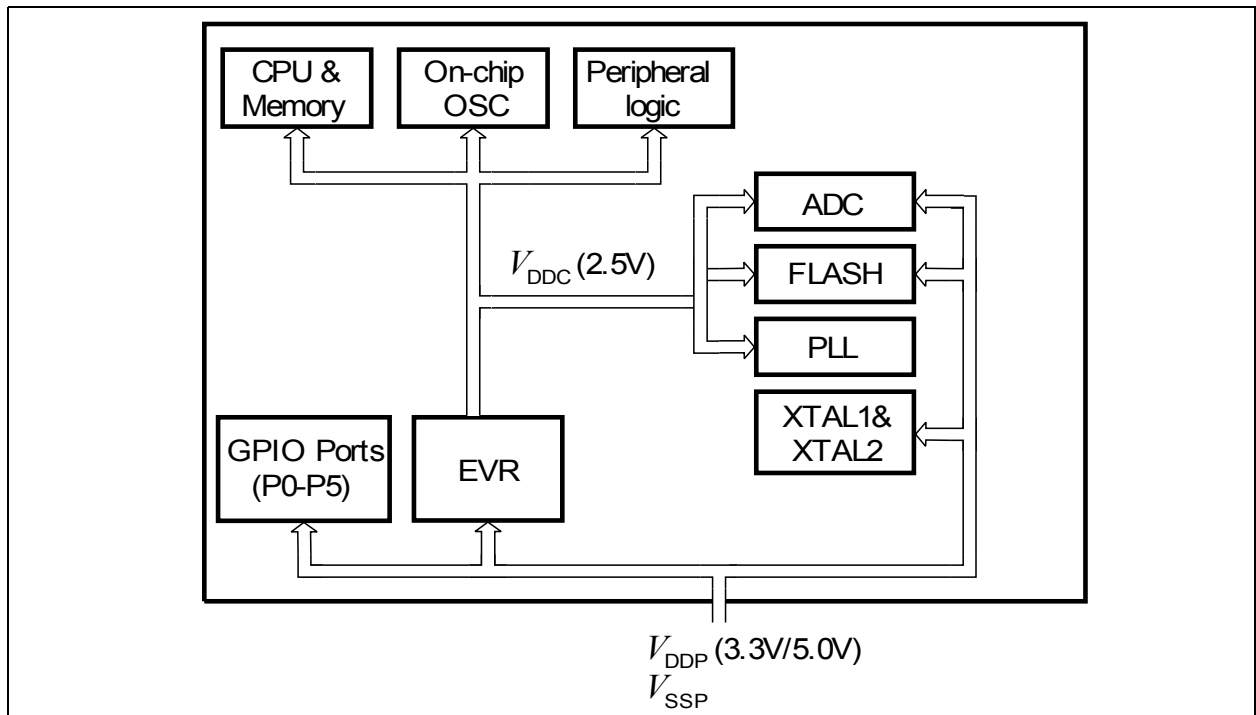 CPU &
Memory
On-chip
OSC
Peripheral
logic
ADC
VDDC (2.5V)
FLASH
PLL
XTAL1&
XTAL2
GPIO Ports
(P0-P5)
EVR
VDDP (3.3V/5.0V)
VSSP